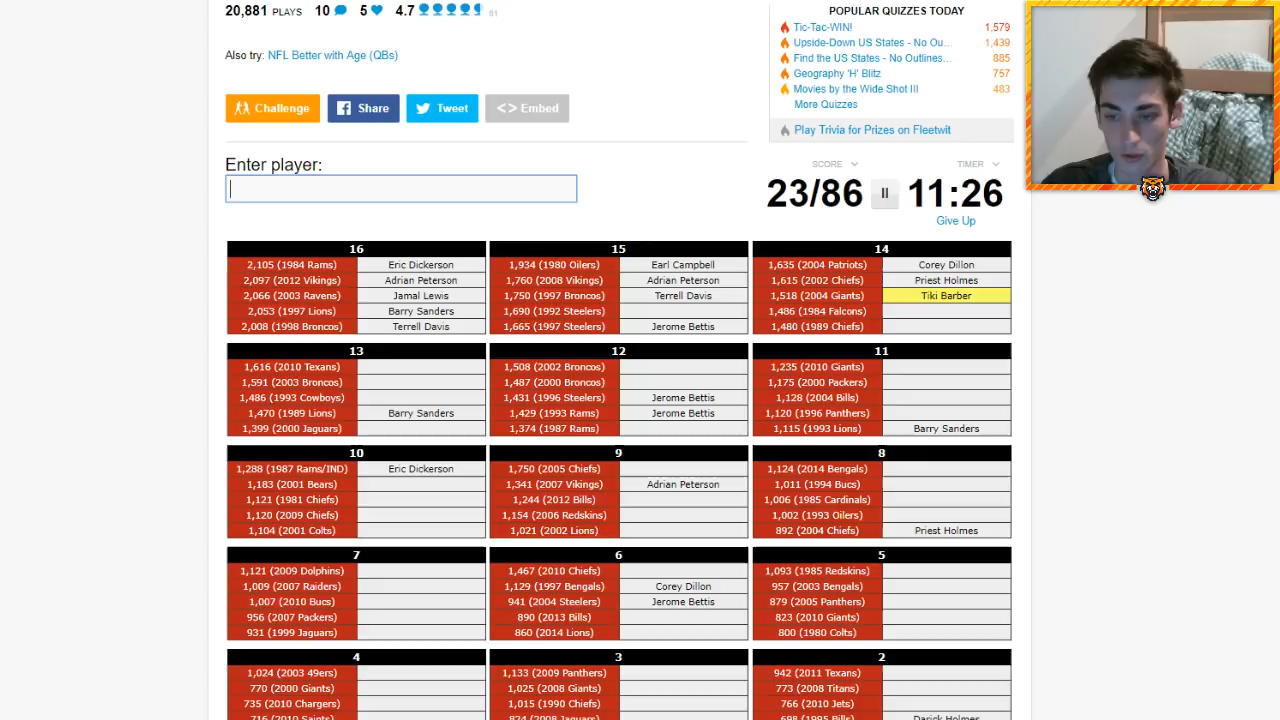 20,881 PLAYS 10 5 4.7 61
Also try: NFL Better with Age (QBs)
Challenge Share Tweet <> Embed
POPULAR QUIZZES TODAY
Tic-Tac-WIN! 1,579
Upside-Down US States - No Ou... 1,439
Find the US States - No Outlines... 885
Geography 'H' Blitz 757
Movies by the Wide Shot III 483
More Quizzes
Play Trivia for Prizes on Fleetwit
Enter player:
SCORE TIMER
23/86 11:26
Give Up
16 15 14
2,105 (1984 Rams) Eric Dickerson 1,934 (1980 Oilers) Earl Campbell 1,635 (2004 Patriots) Corey Dillon
2,097 (2012 Vikings) Adrian Peterson 1,760 (2008 Vikings) Adrian Peterson 1,615 (2002 Chiefs) Priest Holmes
2,066 (2003 Ravens) Jamal Lewis 1,750 (1997 Broncos) Terrell Davis 1,518 (2004 Giants) Tiki Barber
2,053 (1997 Lions) Barry Sanders 1,690 (1992 Steelers) 1,486 (1984 Falcons)
2,008 (1998 Broncos) Terrell Davis 1,665 (1997 Steelers) Jerome Bettis 1,480 (1989 Chiefs)
13 12 11
1,616 (2010 Texans) 1,508 (2002 Broncos) 1,235 (2010 Giants)
1,591 (2003 Broncos) 1,487 (2000 Broncos) 1,175 (2000 Packers)
1,486 (1993 Cowboys) 1,431 (1996 Steelers) Jerome Bettis 1,128 (2004 Bills)
1,470 (1989 Lions) Barry Sanders 1,429 (1993 Rams) Jerome Bettis 1,120 (1996 Panthers)
1,399 (2000 Jaguars) 1,374 (1987 Rams) 1,115 (1993 Lions) Barry Sanders
10 9 8
1,288 (1987 Rams/IND) Eric Dickerson 1,750 (2005 Chiefs) 1,124 (2014 Bengals)
1,183 (2001 Bears) 1,341 (2007 Vikings) Adrian Peterson 1,011 (1994 Bucs)
1,121 (1981 Chiefs) 1,244 (2012 Bills) 1,006 (1985 Cardinals)
1,120 (2009 Chiefs) 1,154 (2006 Redskins) 1,002 (1993 Oilers)
1,104 (2001 Colts) 1,021 (2002 Lions) 892 (2004 Chiefs) Priest Holmes
7 6 5
1,121 (2009 Dolphins) 1,467 (2010 Chiefs) 1,093 (1985 Redskins)
1,009 (2007 Raiders) 1,129 (1997 Bengals) Corey Dillon 957 (2003 Bengals)
1,007 (2010 Bucs) 941 (2004 Steelers) Jerome Bettis 879 (2005 Panthers)
956 (2007 Packers) 890 (2013 Bills) 823 (2010 Giants)
931 (1999 Jaguars) 860 (2014 Lions) 800 (1980 Colts)
4 3 2
1,024 (2003 49ers) 1,133 (2009 Panthers) 942 (2011 Texans)
770 (2000 Giants) 1,025 (2008 Giants) 773 (2008 Titans)
735 (2010 Chargers) 1,015 (1990 Chiefs) 766 (2010 Jets)
716 (2010 Saints) 824 (2008 Jaguars) 698 (1995 Bills) Darick Holmes